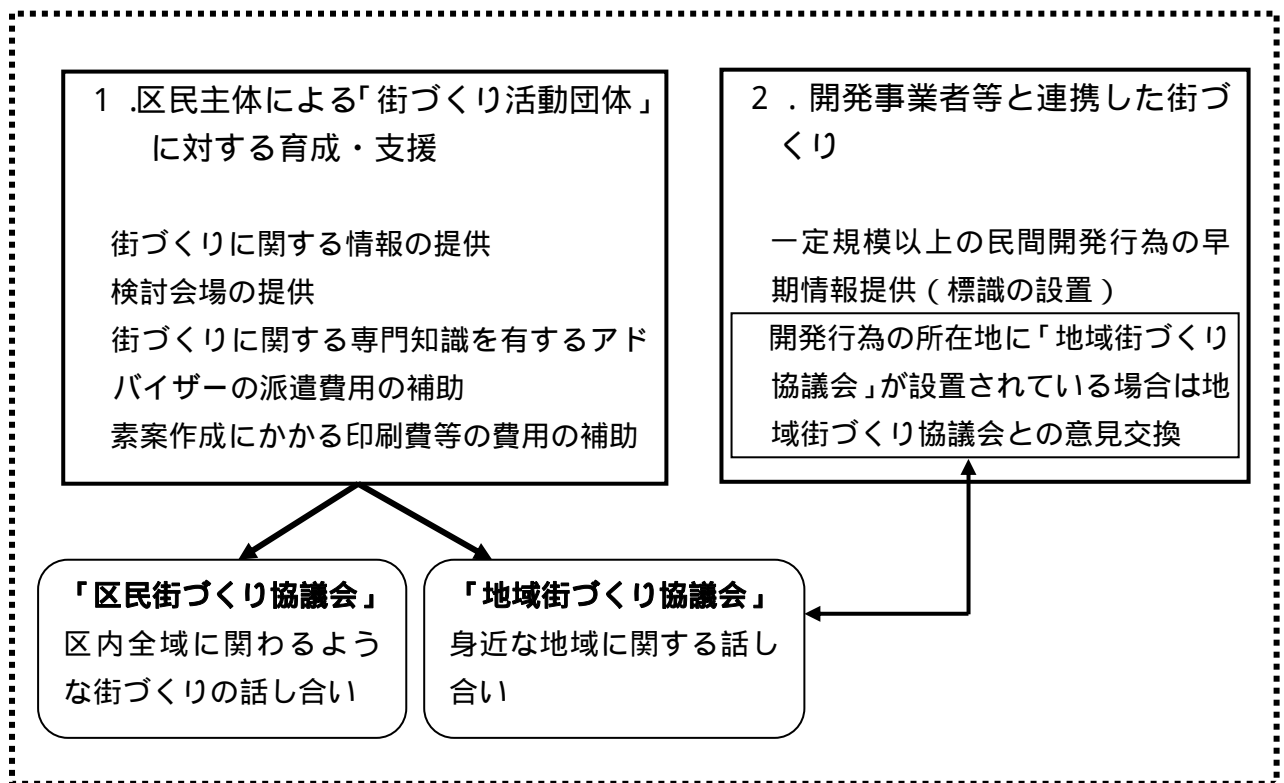 1.区民主体による「街づくり活動団体」
に対する育成・支援
街づくりに関する情報の提供
検討会場の提供
街づくりに関する専門知識を有するアド
バイザーの派遣費用の補助
素案作成にかかる印刷費等の費用の補助
2.開発事業者等と連携した街づ
くり
一定規模以上の民間開発行為の早
期情報提供(標識の設置)
開発行為の所在地に「地域街づくり
協議会」が設置されている場合は地
域街づくり協議会との意見交換
「区民街づくり協議会」
区内全域に関わるよう
な街づくりの話し合い
「地域街づくり協議会」
身近な地域に関する話し
合い